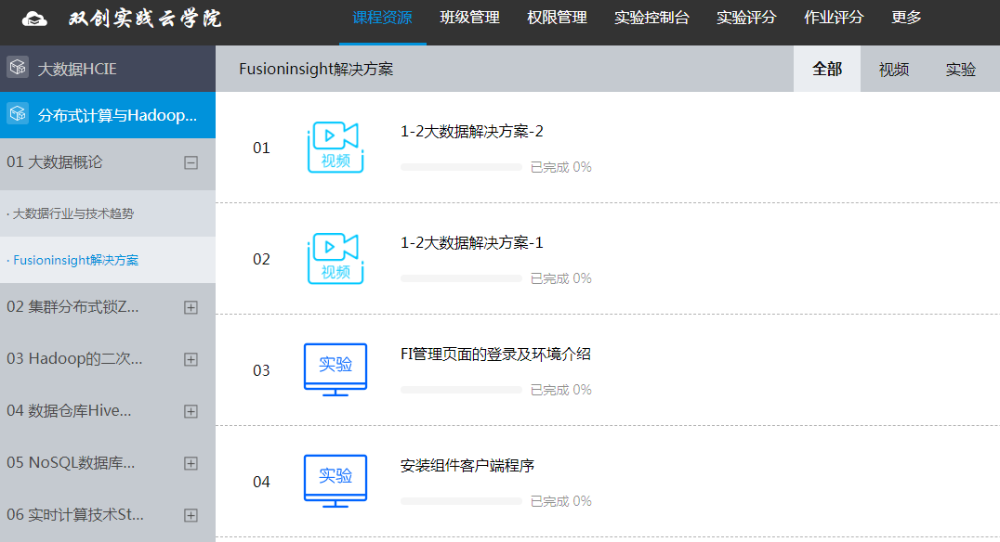 双创实践云学院
课程资源 班级管理 权限管理 实验控制台 实验评分 作业评分 更多
大数据HCIE
分布式计算与Hadoop...
01 大数据概论
· 大数据行业与技术趋势
· Fusioninsight解决方案
02 集群分布式锁Z...
03 Hadoop的二次...
04 数据仓库Hive...
05 NoSQL数据库...
06 实时计算技术St...
Fusioninsight解决方案
全部 视频 实验
01
视频
1-2大数据解决方案-2
已完成 0%
02
视频
1-2大数据解决方案-1
已完成 0%
03
实验
FI管理页面的登录及环境介绍
已完成 0%
04
实验
安装组件客户端程序
已完成 0%